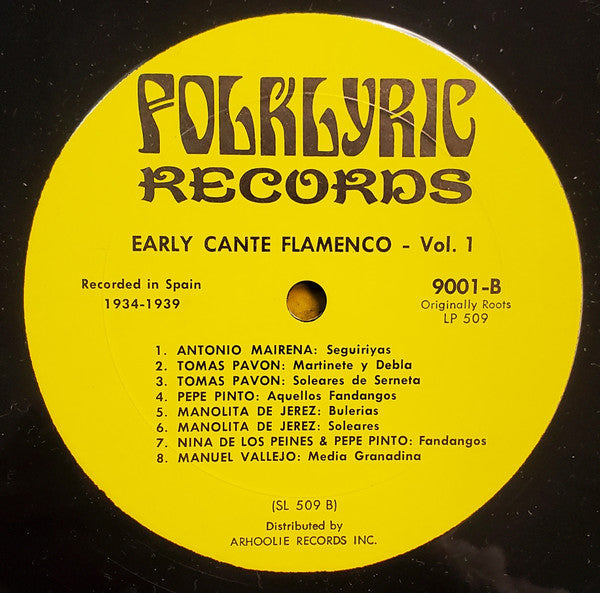 FOLKLYRIC
RECORDS
EARLY CANTE FLAMENCO - Vol. 1
Recorded in Spain
1934-1939
9001-B
Originally Roots
LP 509
1. ANTONIO MAIRENA: Seguiriyas
2. TOMAS PAVON: Martinete y Debla
3. TOMAS PAVON: Soleares de Serneta
4. PEPE PINTO: Aquellos Fandangos
5. MANOLITA DE JEREZ: Bulerias
6. MANOLITA DE JEREZ: Soleares
7. NINA DE LOS PEINES & PEPE PINTO: Fandangos
8. MANUEL VALLEJO: Media Granadina
(SL 509 B)
Distributed by
ARHOOLIE RECORDS INC.